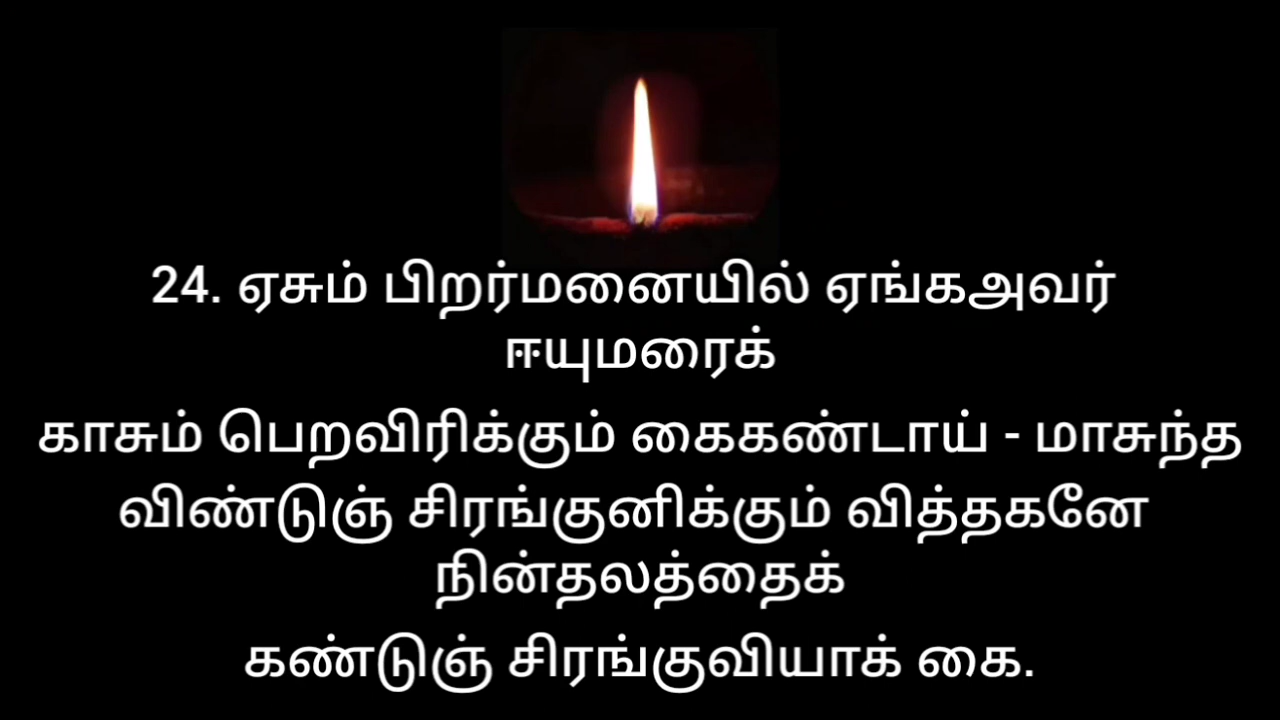 24. ஏசும் பிறர்மனையில் ஏங்கஅவர்
ஈயுமரைக்
காசும் பெறவிரிக்கும் கைகண்டாய் - மாசுந்த
விண்டுஞ் சிரங்குனிக்கும் வித்தகனே
நின்தலத்தைக்
கண்டுஞ் சிரங்குவியாக் கை.